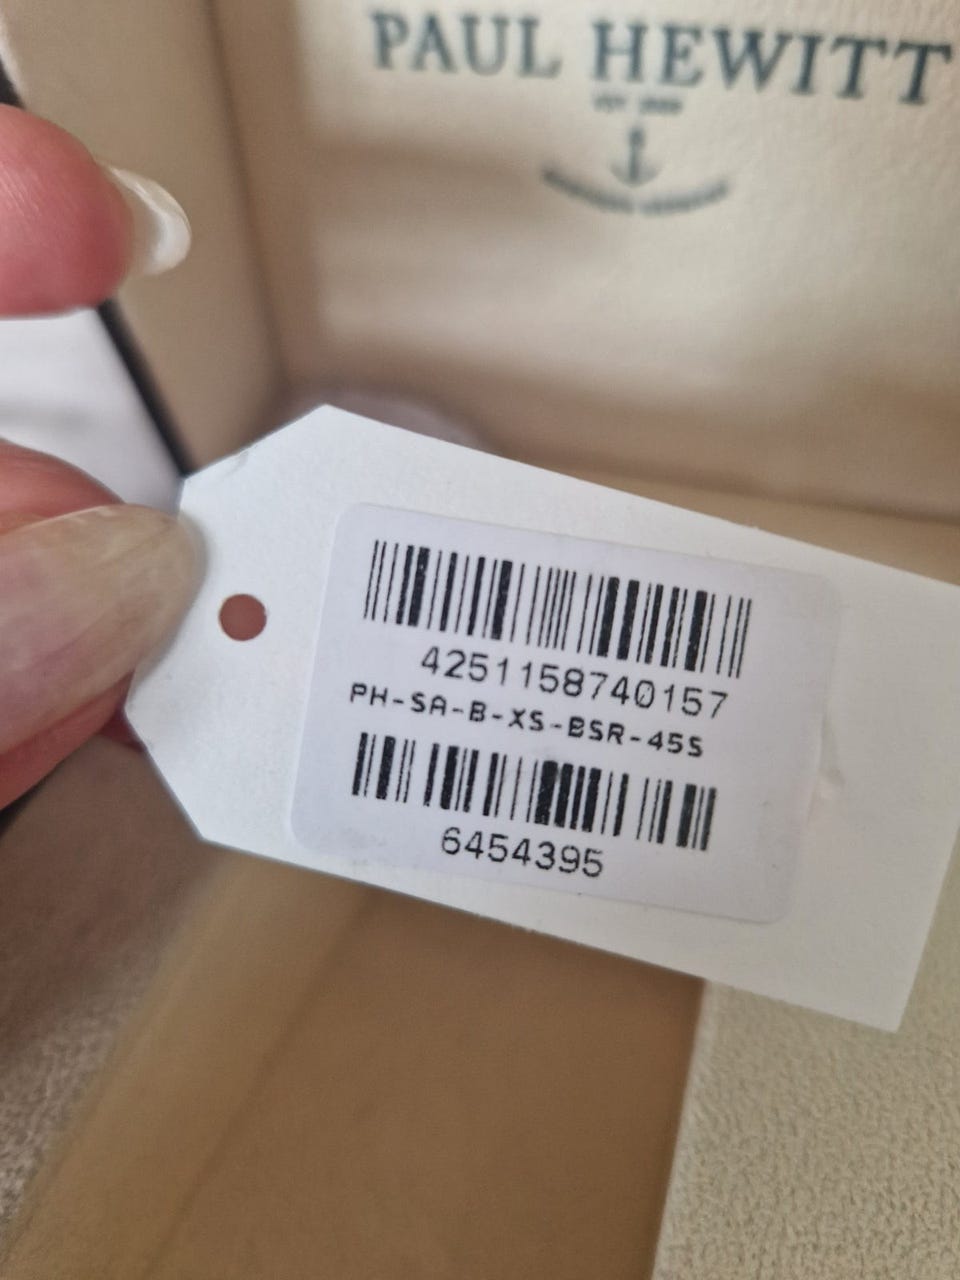 PAUL HEWITT
4251158740157
PH-SA-B-XS-BSR-45S
6454395